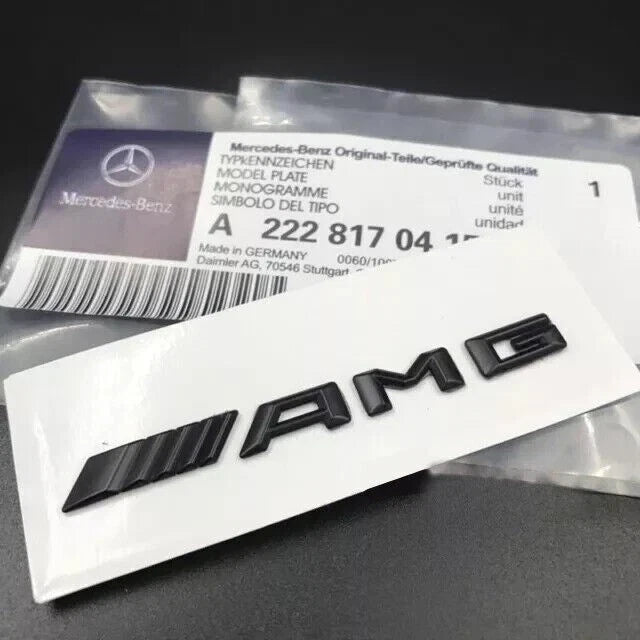 Mercedes-Benz
Mercedes-Benz Original-Teile/Geprüfte Qualität
TYPKENNZEICHEN Stück 1
MODEL PLATE unit
MONOGRAMME unité
SIMBOLO DEL TIPO unidad
A 222 817 04
Made in GERMANY
Daimler AG, 70546 Stuttgart,
AMG